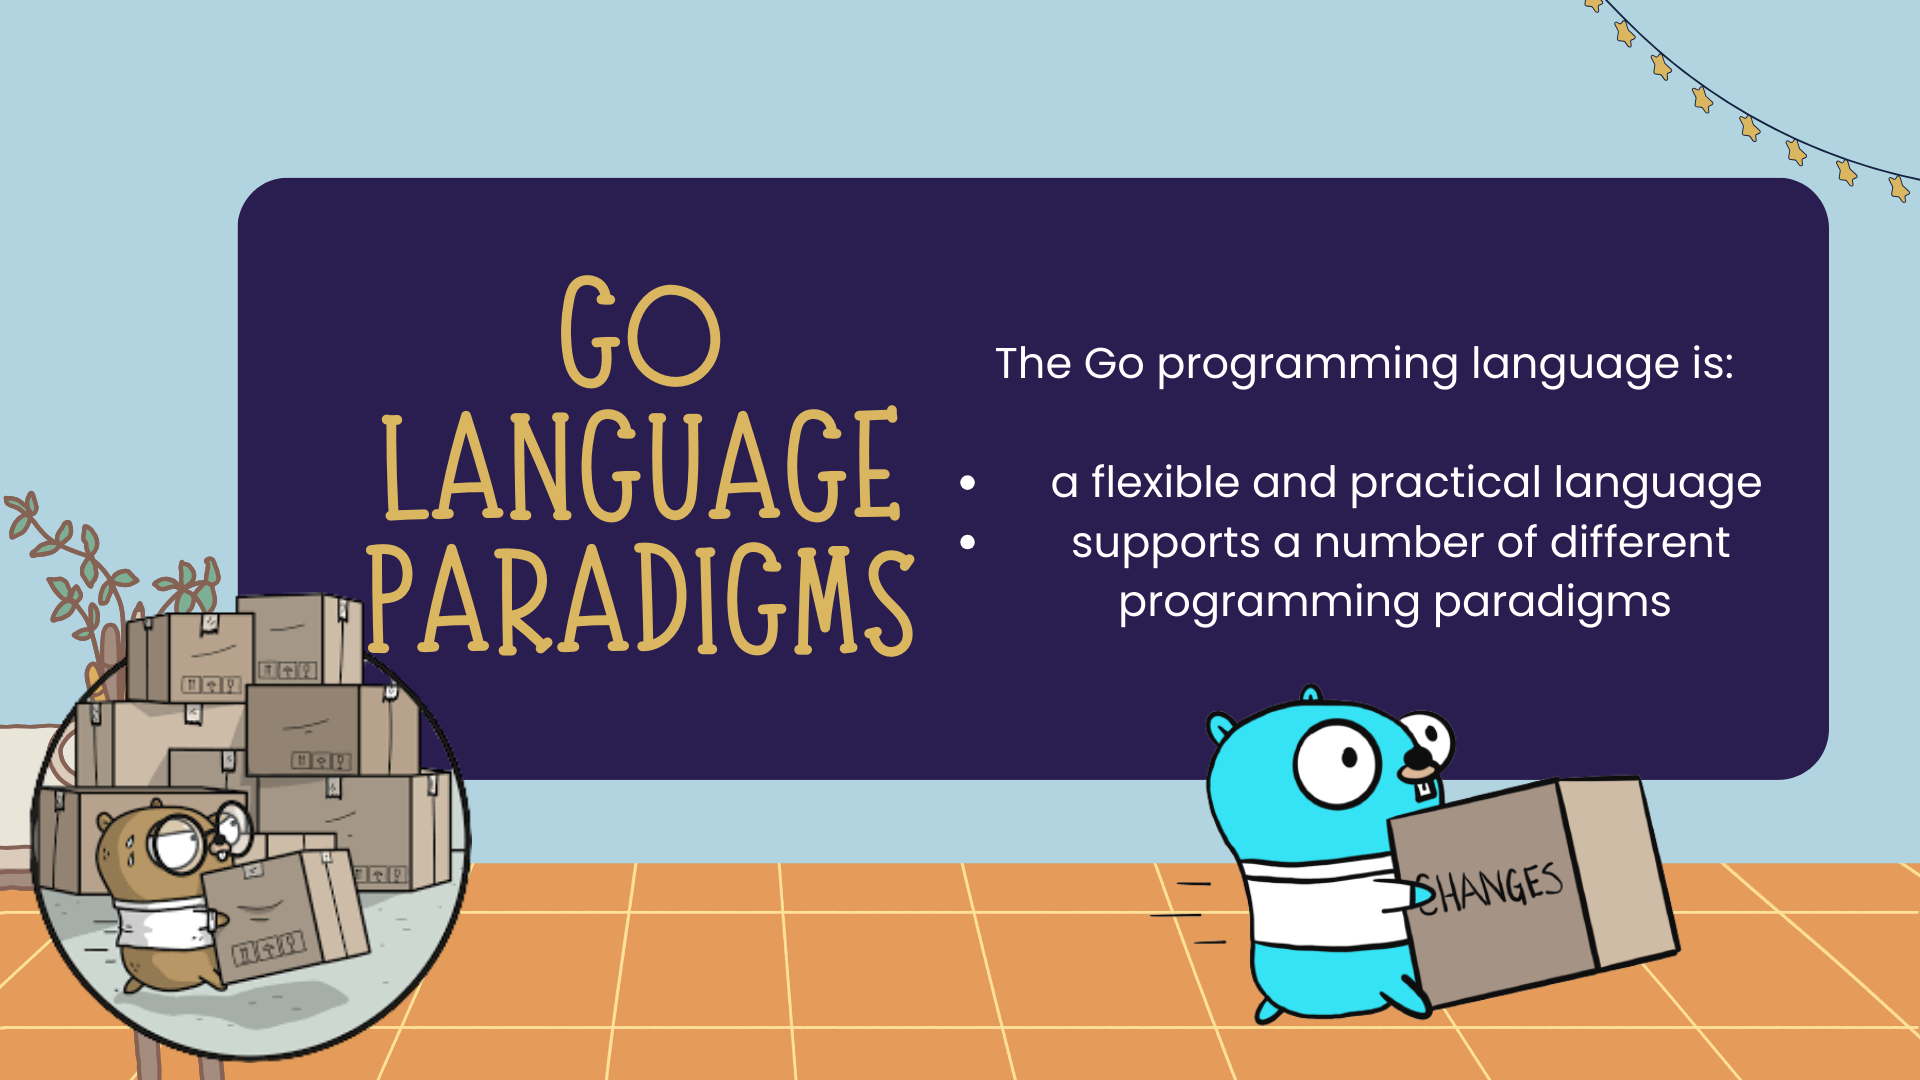 GO
LANGUAGE
PARADIGMS
The Go programming language is:
• a flexible and practical language
• supports a number of different
programming paradigms
CHANGES